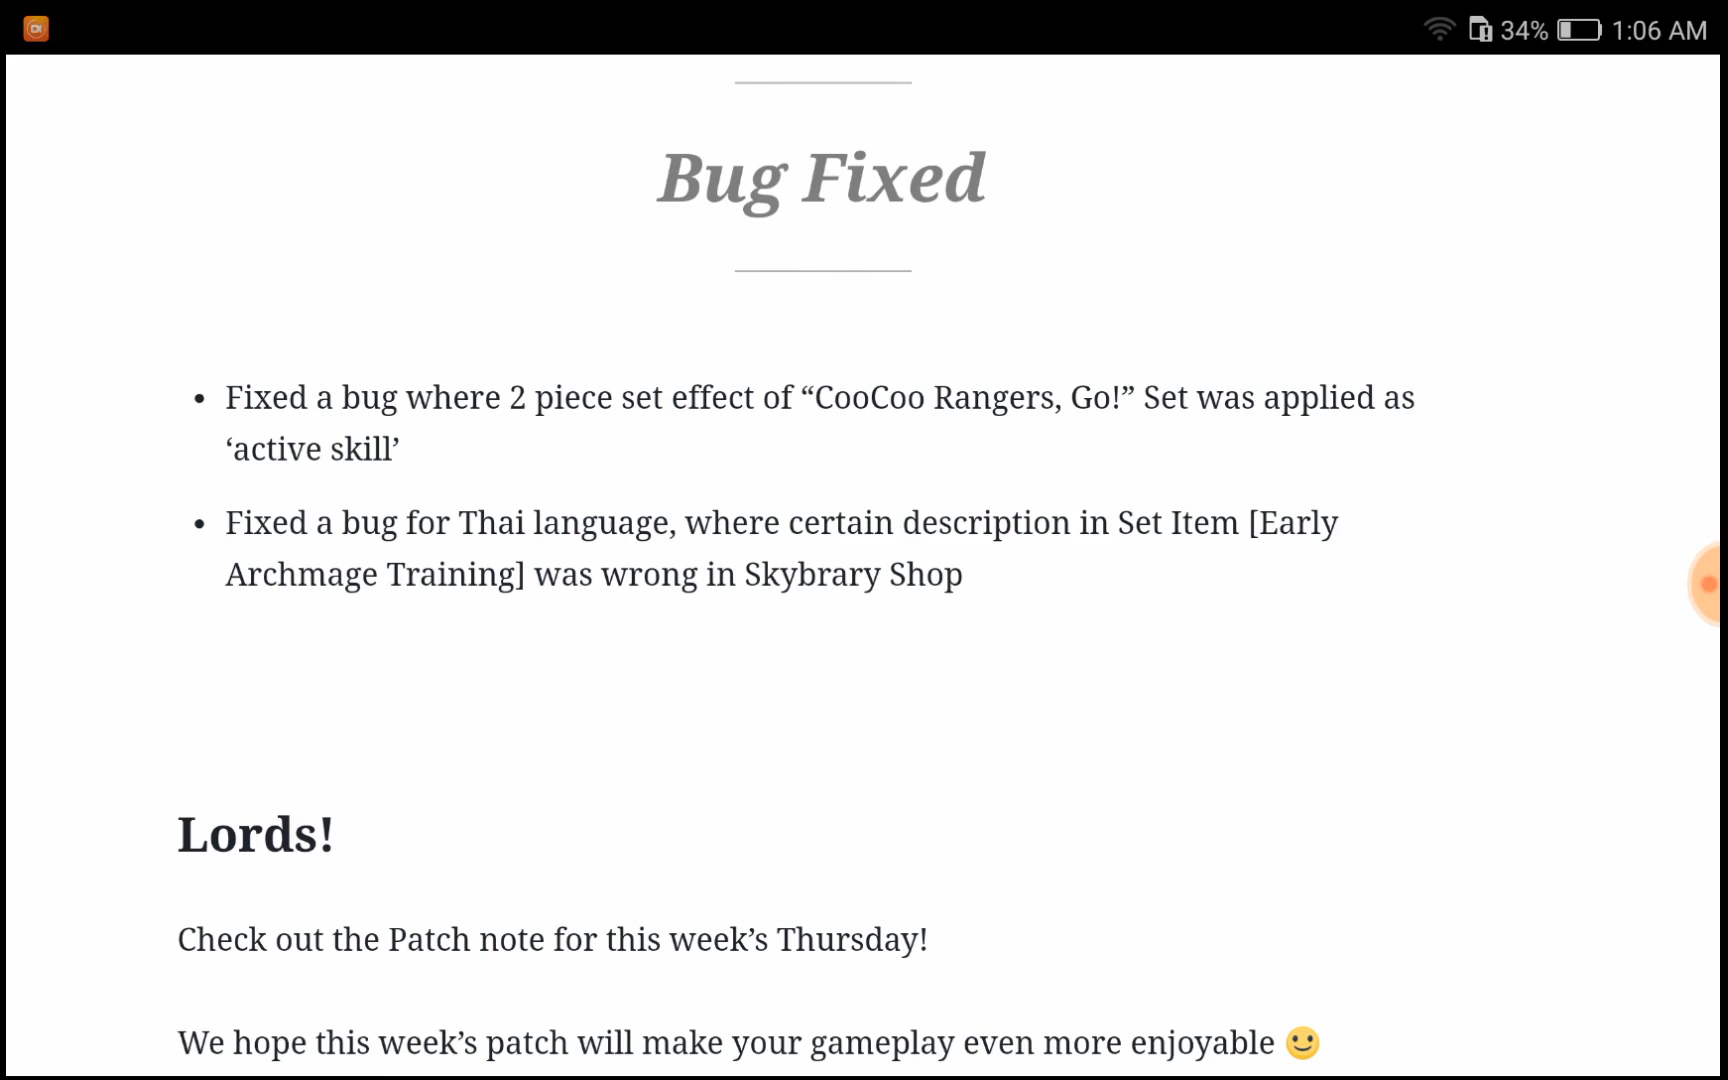 34% 1:06 AM
Bug Fixed
• Fixed a bug where 2 piece set effect of “CooCoo Rangers, Go!” Set was applied as
‘active skill’
• Fixed a bug for Thai language, where certain description in Set Item [Early
Archmage Training] was wrong in Skybrary Shop
Lords!
Check out the Patch note for this week’s Thursday!
We hope this week’s patch will make your gameplay even more enjoyable 🙂